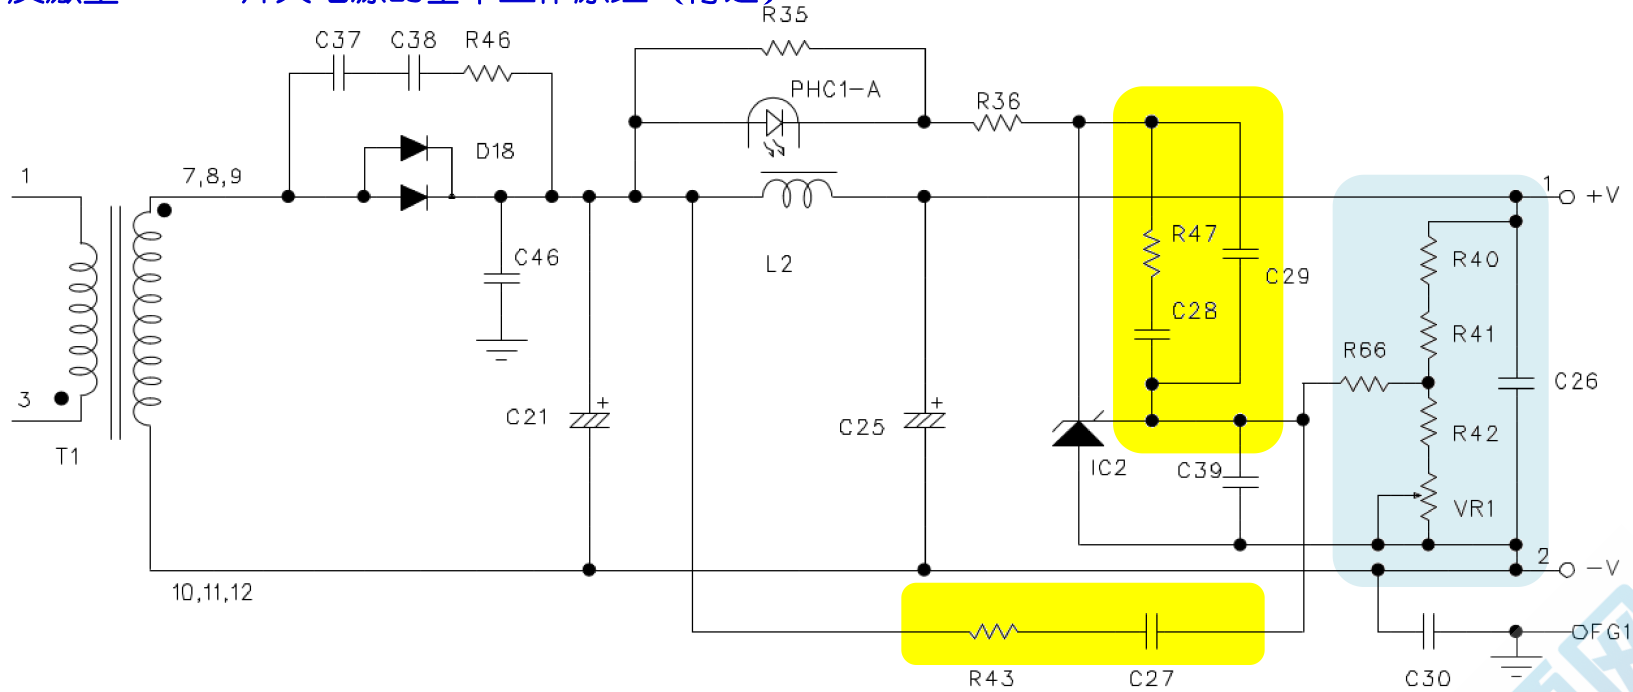 R35
C37 C38 R46
PHC1-A
R36
D18
1
7,8,9
1
+V
R47
C46
L2
C29
R40
C28
R41
R66
C26
3
C21
C25
R42
T1
IC2
C39
VR1
2
-V
10,11,12
FG1
R43
C27
C30